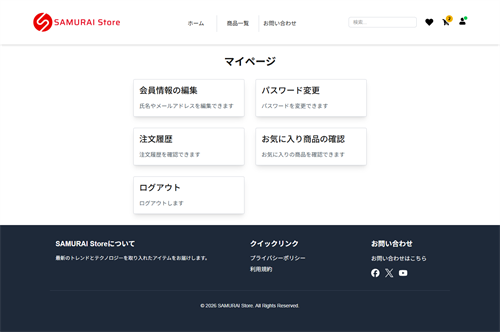 SAMURAI Store
ホーム
商品一覧
お問い合わせ
検索...
2
マイページ
会員情報の編集
氏名やメールアドレスを編集できます
パスワード変更
パスワードを変更できます
注文履歴
注文履歴を確認できます
お気に入り商品の確認
お気に入りの商品を確認できます
ログアウト
ログアウトします
SAMURAI Storeについて
最新のトレンドとテクノロジーを取り入れたアイテムをお届けします。
クイックリンク
プライバシーポリシー
利用規約
お問い合わせ
お問い合わせはこちら
© 2026 SAMURAI Store. All Rights Reserved.